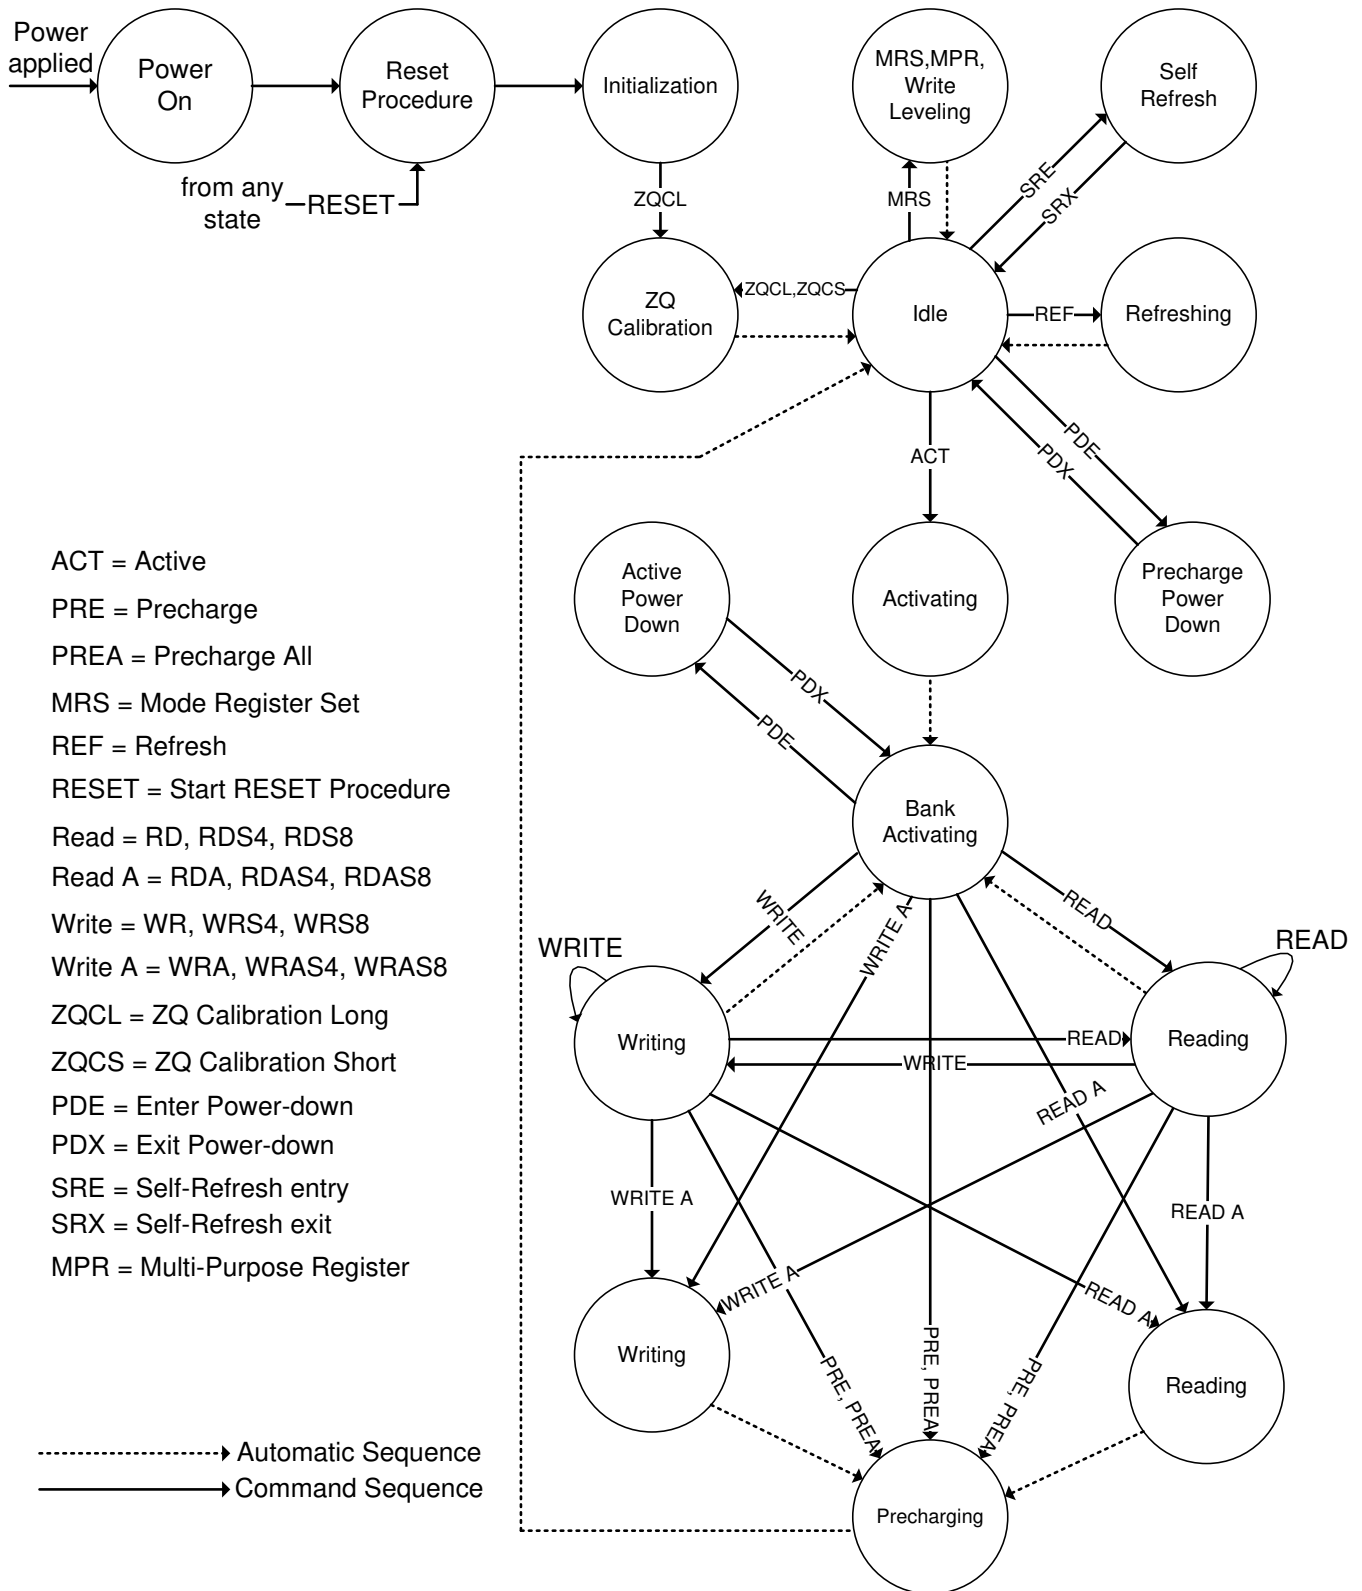 Power
applied
Power
On
Reset
Procedure
Initialization
MRS,MPR,
Write
Leveling
Self
Refresh
from any
state
RESET
ZQCL
MRS
SRE
SRX
ZQ
Calibration
ZQCL,ZQCS
Idle
REF
Refreshing
ACT
PDE
PDX
Active
Power
Down
Activating
Precharge
Power
Down
PDX
PDE
Bank
Activating
ACT = Active
PRE = Precharge
PREA = Precharge All
MRS = Mode Register Set
REF = Refresh
RESET = Start RESET Procedure
Read = RD, RDS4, RDS8
Read A = RDA, RDAS4, RDAS8
Write = WR, WRS4, WRS8
Write A = WRA, WRAS4, WRAS8
ZQCL = ZQ Calibration Long
ZQCS = ZQ Calibration Short
PDE = Enter Power-down
PDX = Exit Power-down
SRE = Self-Refresh entry
SRX = Self-Refresh exit
MPR = Multi-Purpose Register
WRITE
WRITE A
READ
WRITE
READ
Writing
READ
Reading
WRITE
READ A
WRITE A
READ A
WRITE A
READ A
Writing
PRE, PREA
PRE, PREA
PRE, PREA
Reading
Precharging
Automatic Sequence
Command Sequence